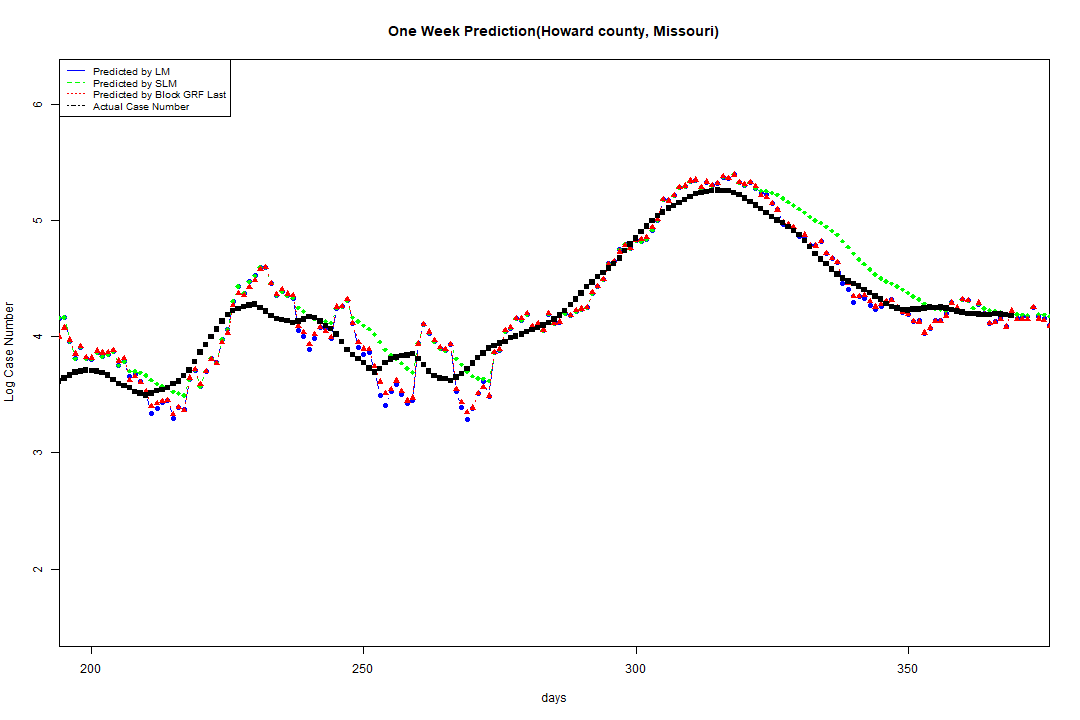 One Week Prediction(Howard county, Missouri)
Predicted by LM
Predicted by SLM
Predicted by Block GRF Last
Actual Case Number
6
5
4
3
2
Log Case Number
200 250 300 350
days